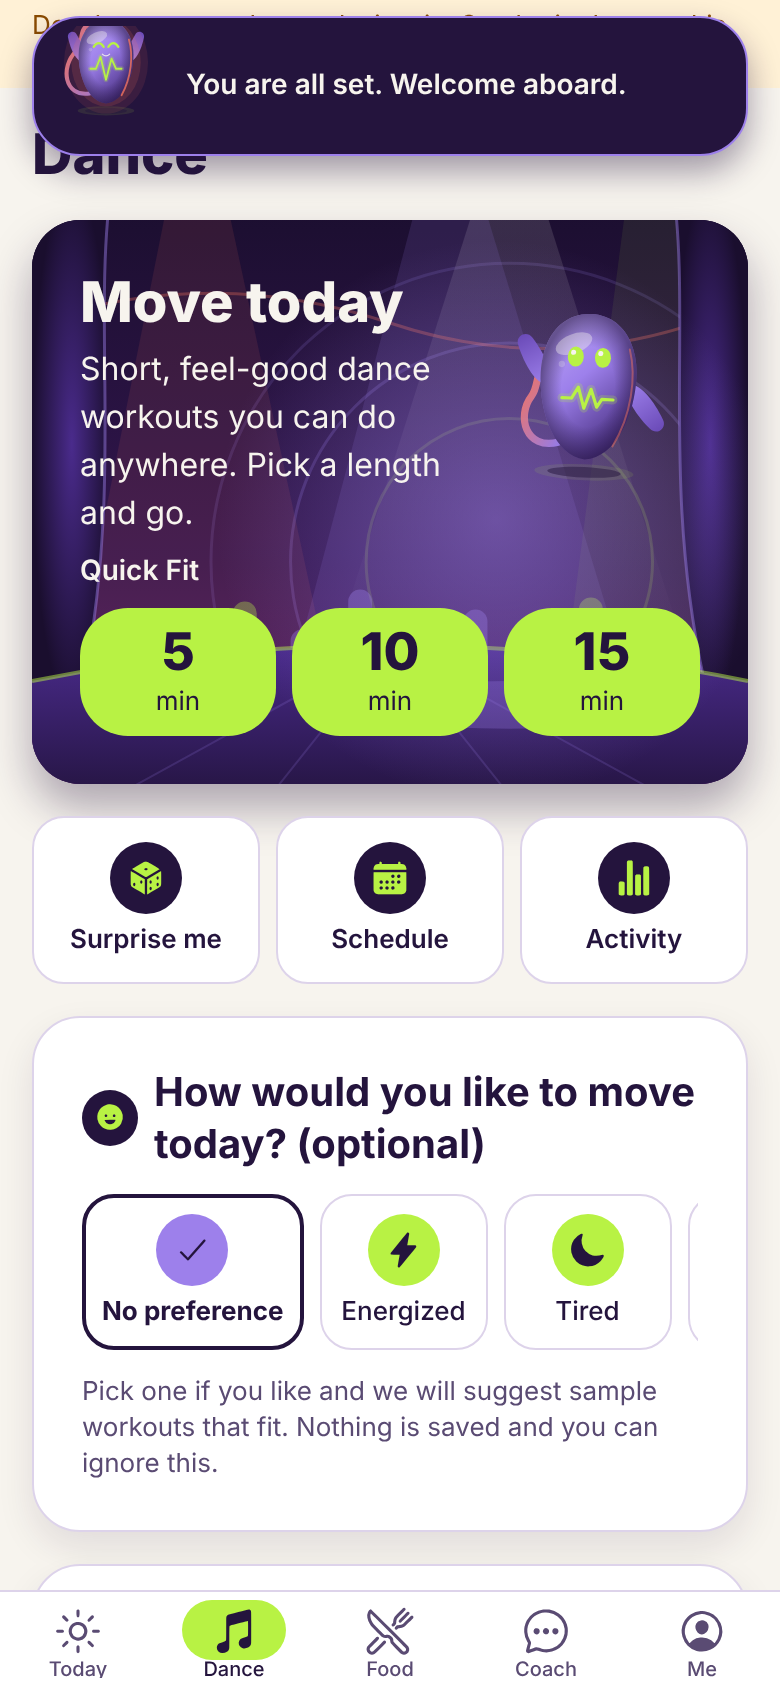 You are all set. Welcome aboard.
Dance
Move today
Short, feel-good dance
workouts you can do
anywhere. Pick a length
and go.
Quick Fit
5 10 15
min min min
Surprise me Schedule Activity
How would you like to move
today? (optional)
No preference Energized Tired
Pick one if you like and we will suggest sample
workouts that fit. Nothing is saved and you can
ignore this.
Today Dance Food Coach Me